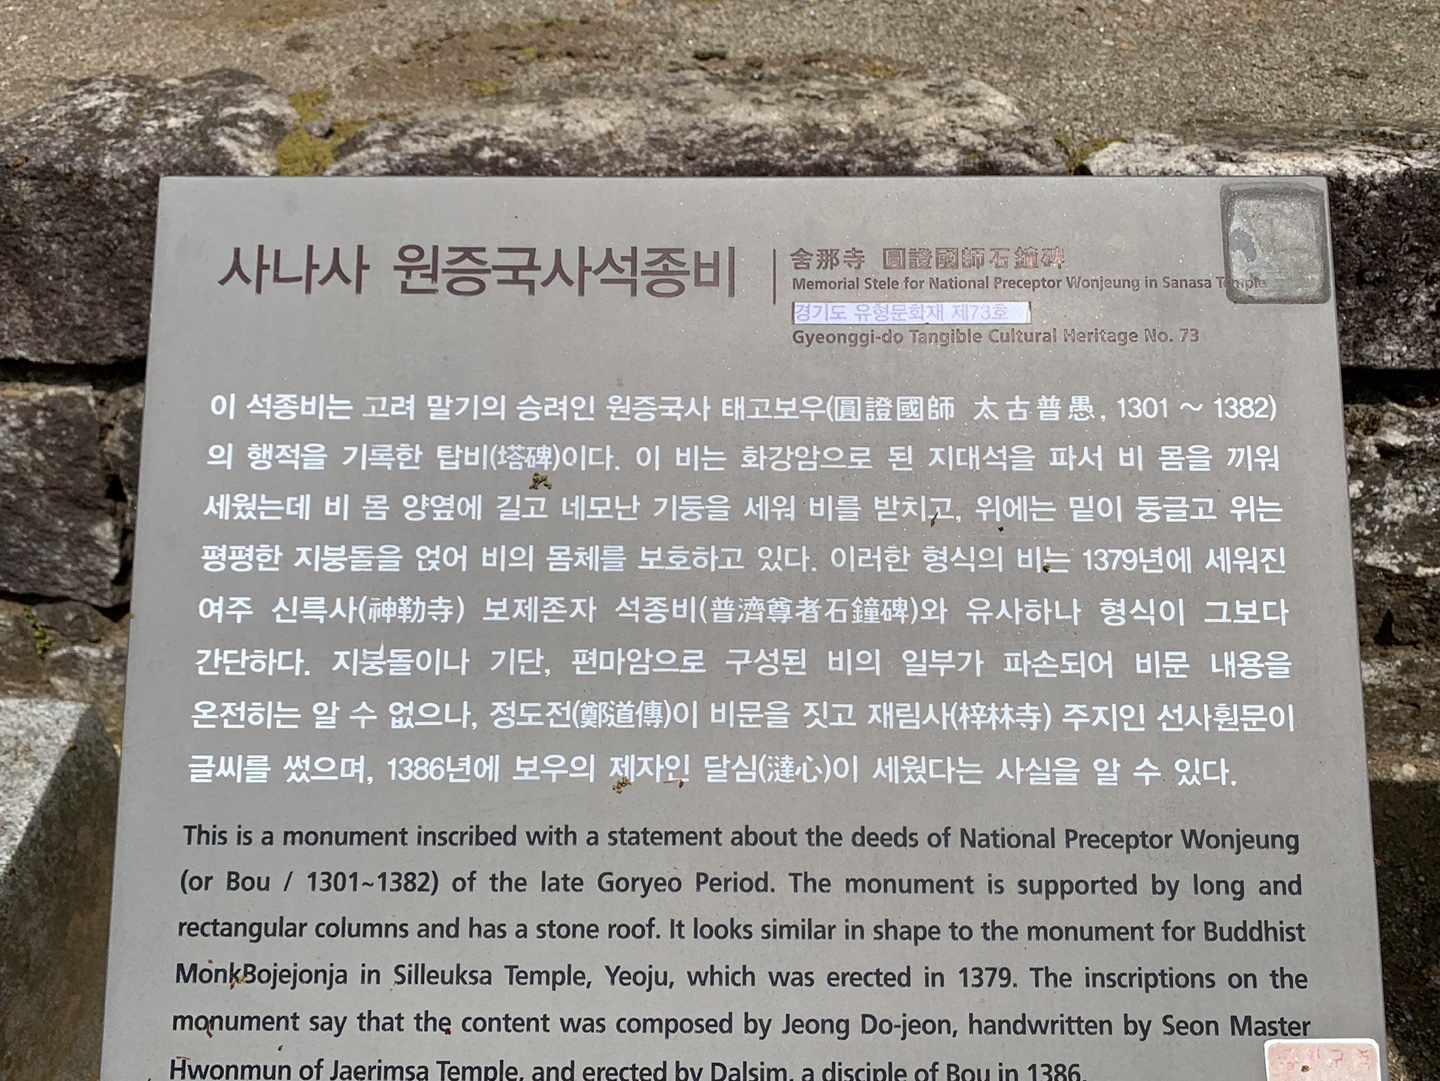 사나사 원증국사석종비
舍那寺 圓證國師石鐘碑
Memorial Stele for National Preceptor Wonjeung in Sanasa Temple
경기도 유형문화재 제73호
Gyeonggi-do Tangible Cultural Heritage No. 73
이 석종비는 고려 말기의 승려인 원증국사 태고보우(圓證國師 太古普愚, 1301 ~ 1382)
의 행적을 기록한 탑비(塔碑)이다. 이 비는 화강암으로 된 지대석을 파서 비 몸을 끼워
세웠는데 비 몸 양옆에 길고 네모난 기둥을 세워 비를 받치고, 위에는 밑이 둥글고 위는
평평한 지붕돌을 얹어 비의 몸체를 보호하고 있다. 이러한 형식의 비는 1379년에 세워진
여주 신륵사(神勒寺) 보제존자 석종비(普濟尊者石鐘碑)와 유사하나 형식이 그보다
간단하다. 지붕돌이나 기단, 편마암으로 구성된 비의 일부가 파손되어 비문 내용을
온전히는 알 수 없으나, 정도전(鄭道傳)이 비문을 짓고 재림사(梓林寺) 주지인 선사훤문이
글씨를 썼으며, 1386년에 보우의 제자인 달심(達心)이 세웠다는 사실을 알 수 있다.
This is a monument inscribed with a statement about the deeds of National Preceptor Wonjeung
(or Bou / 1301~1382) of the late Goryeo Period. The monument is supported by long and
rectangular columns and has a stone roof. It looks similar in shape to the monument for Buddhist
Monk Bojejonja in Silleuksa Temple, Yeoju, which was erected in 1379. The inscriptions on the
monument say that the content was composed by Jeong Do-jeon, handwritten by Seon Master
Hwonmun of Jaerimsa Temple, and erected by Dalsim, a disciple of Bou in 1386.